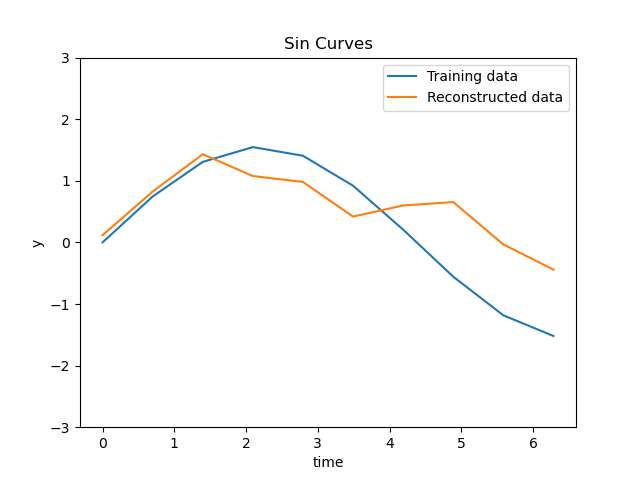 Sin Curves
Training data
Reconstructed data
3
2
1
0
−1
−2
−3
y
0 1 2 3 4 5 6
time